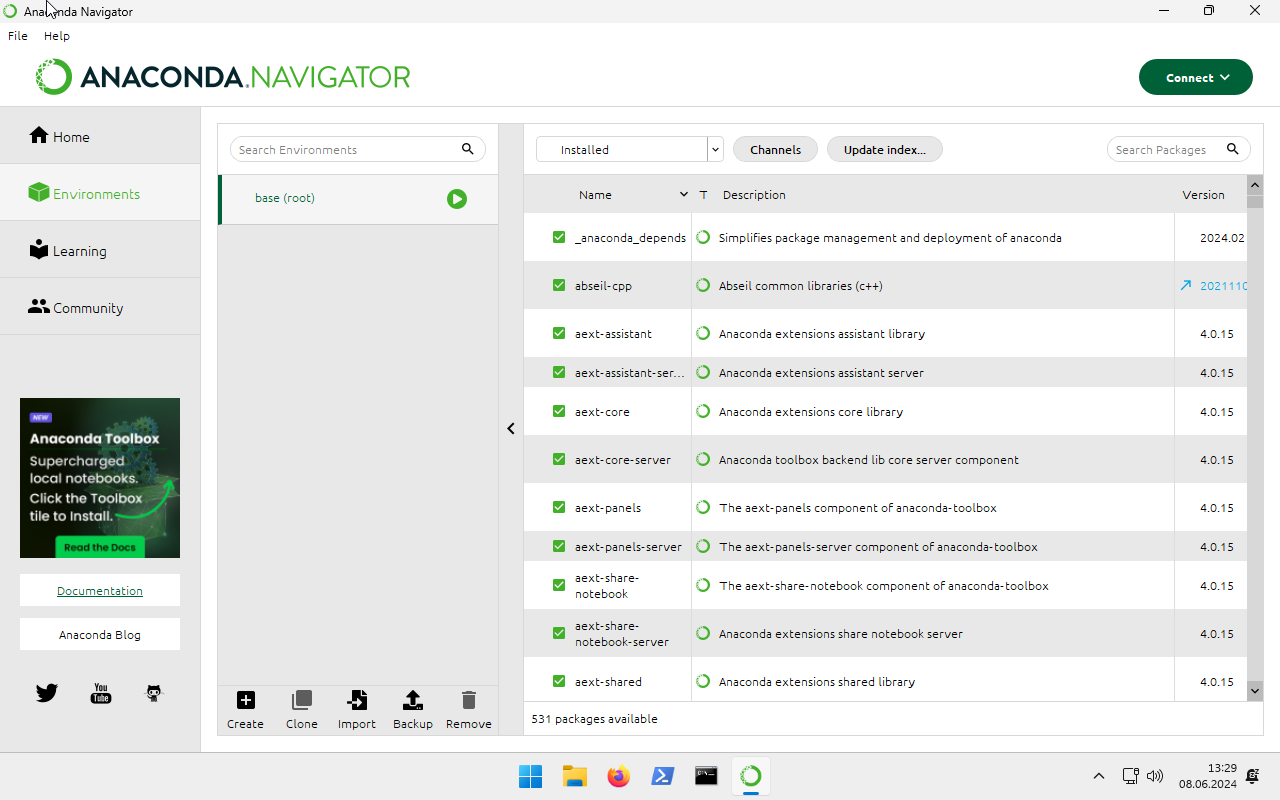 Anaconda Navigator
File Help
ANACONDA.NAVIGATOR
Connect
Home
Environments
Learning
Community
NEW
Anaconda Toolbox
Supercharged
local notebooks.
Click the Toolbox
tile to Install.
Read the Docs
Documentation
Anaconda Blog
You
Tube
Search Environments
base (root)
Create Clone Import Backup Remove
Installed Channels Update index... Search Packages
Name T Description Version
_anaconda_depends Simplifies package management and deployment of anaconda 2024.02
abseil-cpp Abseil common libraries (c++) 2021110
aext-assistant Anaconda extensions assistant library 4.0.15
aext-assistant-ser... Anaconda extensions assistant server 4.0.15
aext-core Anaconda extensions core library 4.0.15
aext-core-server Anaconda toolbox backend lib core server component 4.0.15
aext-panels The aext-panels component of anaconda-toolbox 4.0.15
aext-panels-server The aext-panels-server component of anaconda-toolbox 4.0.15
aext-share-
notebook The aext-share-notebook component of anaconda-toolbox 4.0.15
aext-share-
notebook-server Anaconda extensions share notebook server 4.0.15
aext-shared Anaconda extensions shared library 4.0.15
531 packages available
13:29
08.06.2024